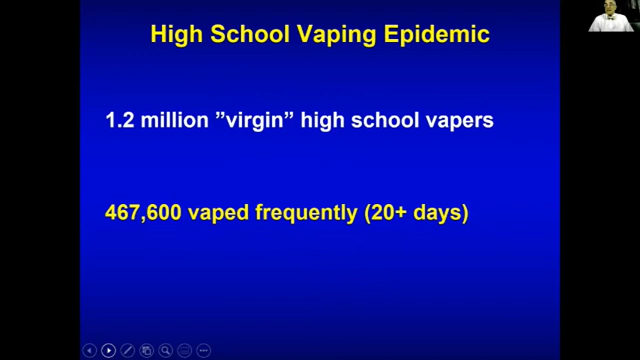 High School Vaping Epidemic
1.2 million ”virgin” high school vapers
467,600 vaped frequently (20+ days)